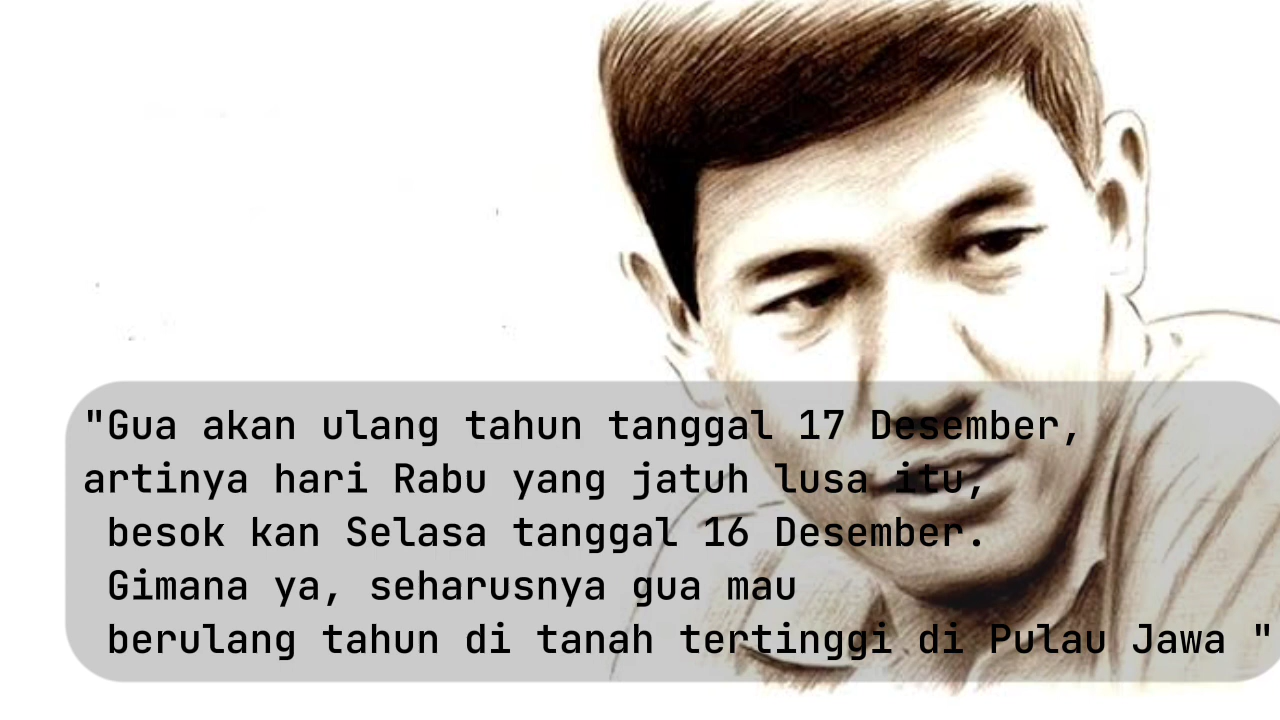 "Gua akan ulang tahun tanggal 17 Desember,
artinya hari Rabu yang jatuh lusa itu,
besok kan Selasa tanggal 16 Desember.
Gimana ya, seharusnya gua mau
berulang tahun di tanah tertinggi di Pulau Jawa "